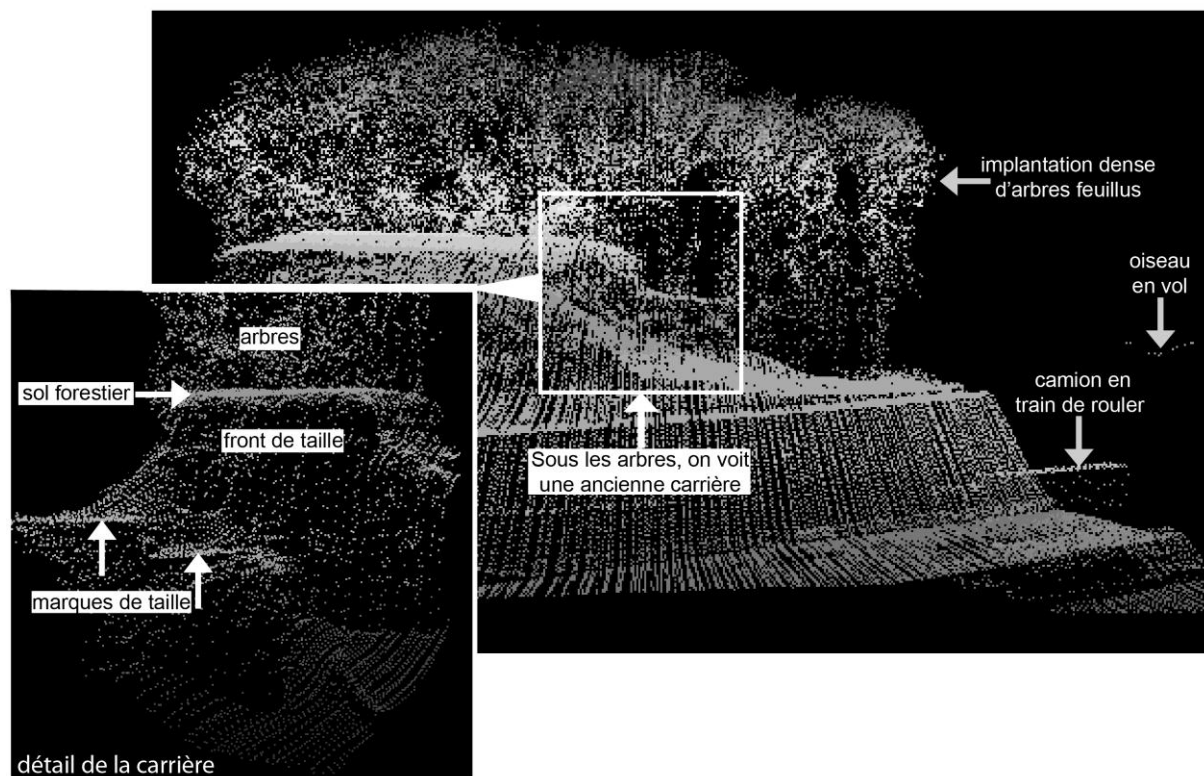 implantation dense
d'arbres feuillus
oiseau
en vol
camion en
train de rouler
Sous les arbres, on voit
une ancienne carrière
arbres
sol forestier
front de taille
marques de taille
détail de la carrière